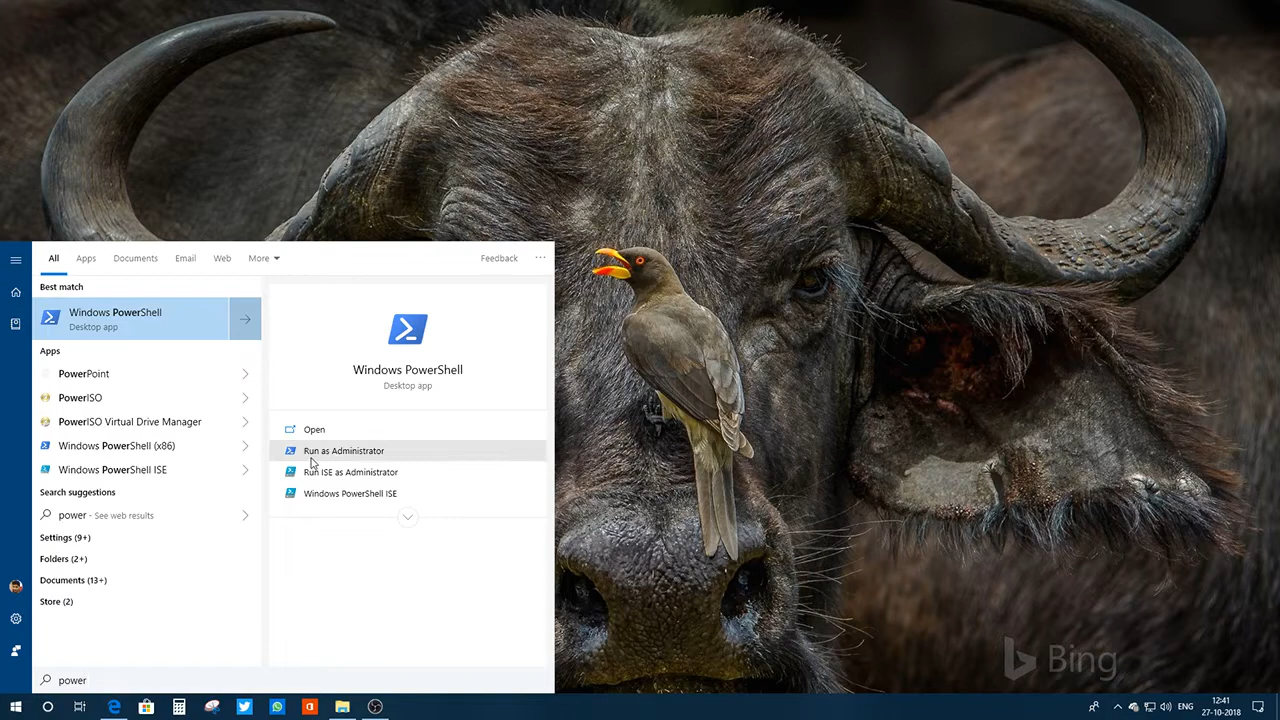 All Apps Documents Email Web More Feedback ...
Best match
Windows PowerShell
Desktop app
Apps
PowerPoint
PowerISO
PowerISO Virtual Drive Manager
Windows PowerShell (x86)
Windows PowerShell ISE
Search suggestions
power - See web results
Settings (9+)
Folders (2+)
Documents (13+)
Store (2)
power
Windows PowerShell
Desktop app
Open
Run as Administrator
Run ISE as Administrator
Windows PowerShell ISE
Bing
ENG
12:41
27-10-2018